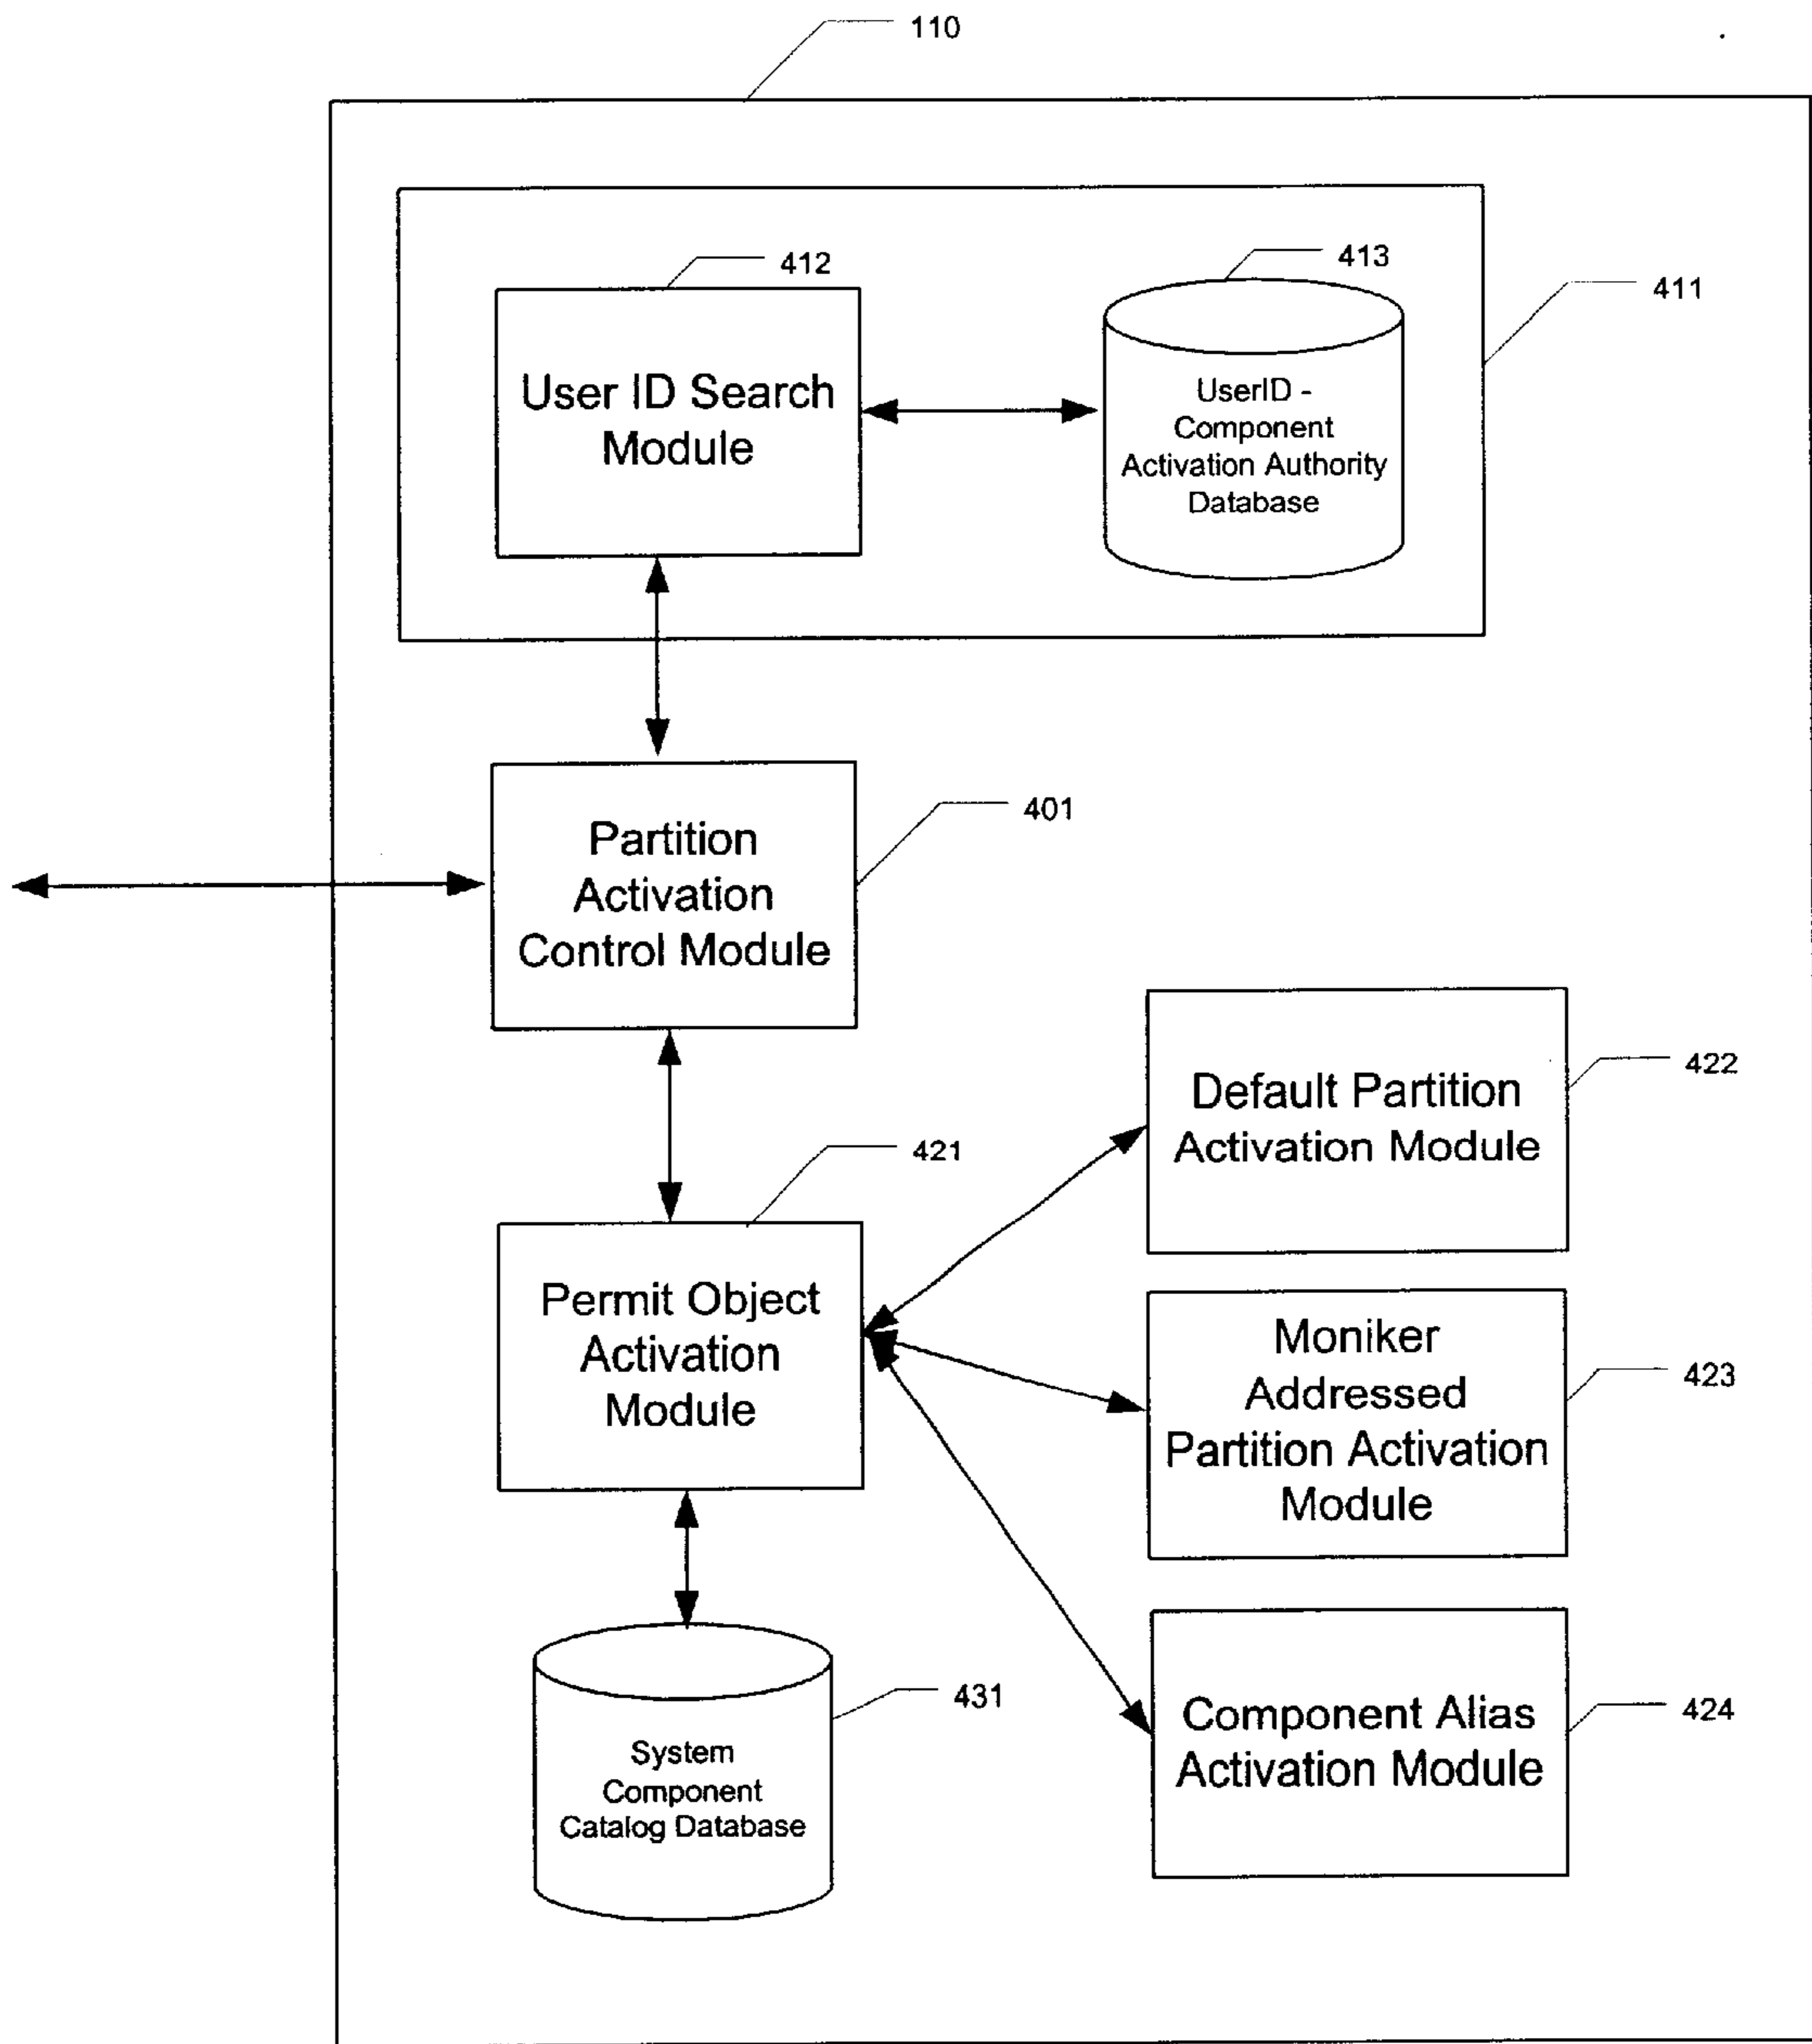 110
412
413
411
User ID Search
Module
UserID -
Component
Activation Authority
Database
401
Partition
Activation
Control Module
422
Default Partition
Activation Module
421
Permit Object
Activation
Module
Moniker
Addressed
Partition Activation
Module
423
431
System
Component
Catalog Database
Component Alias
Activation Module
424